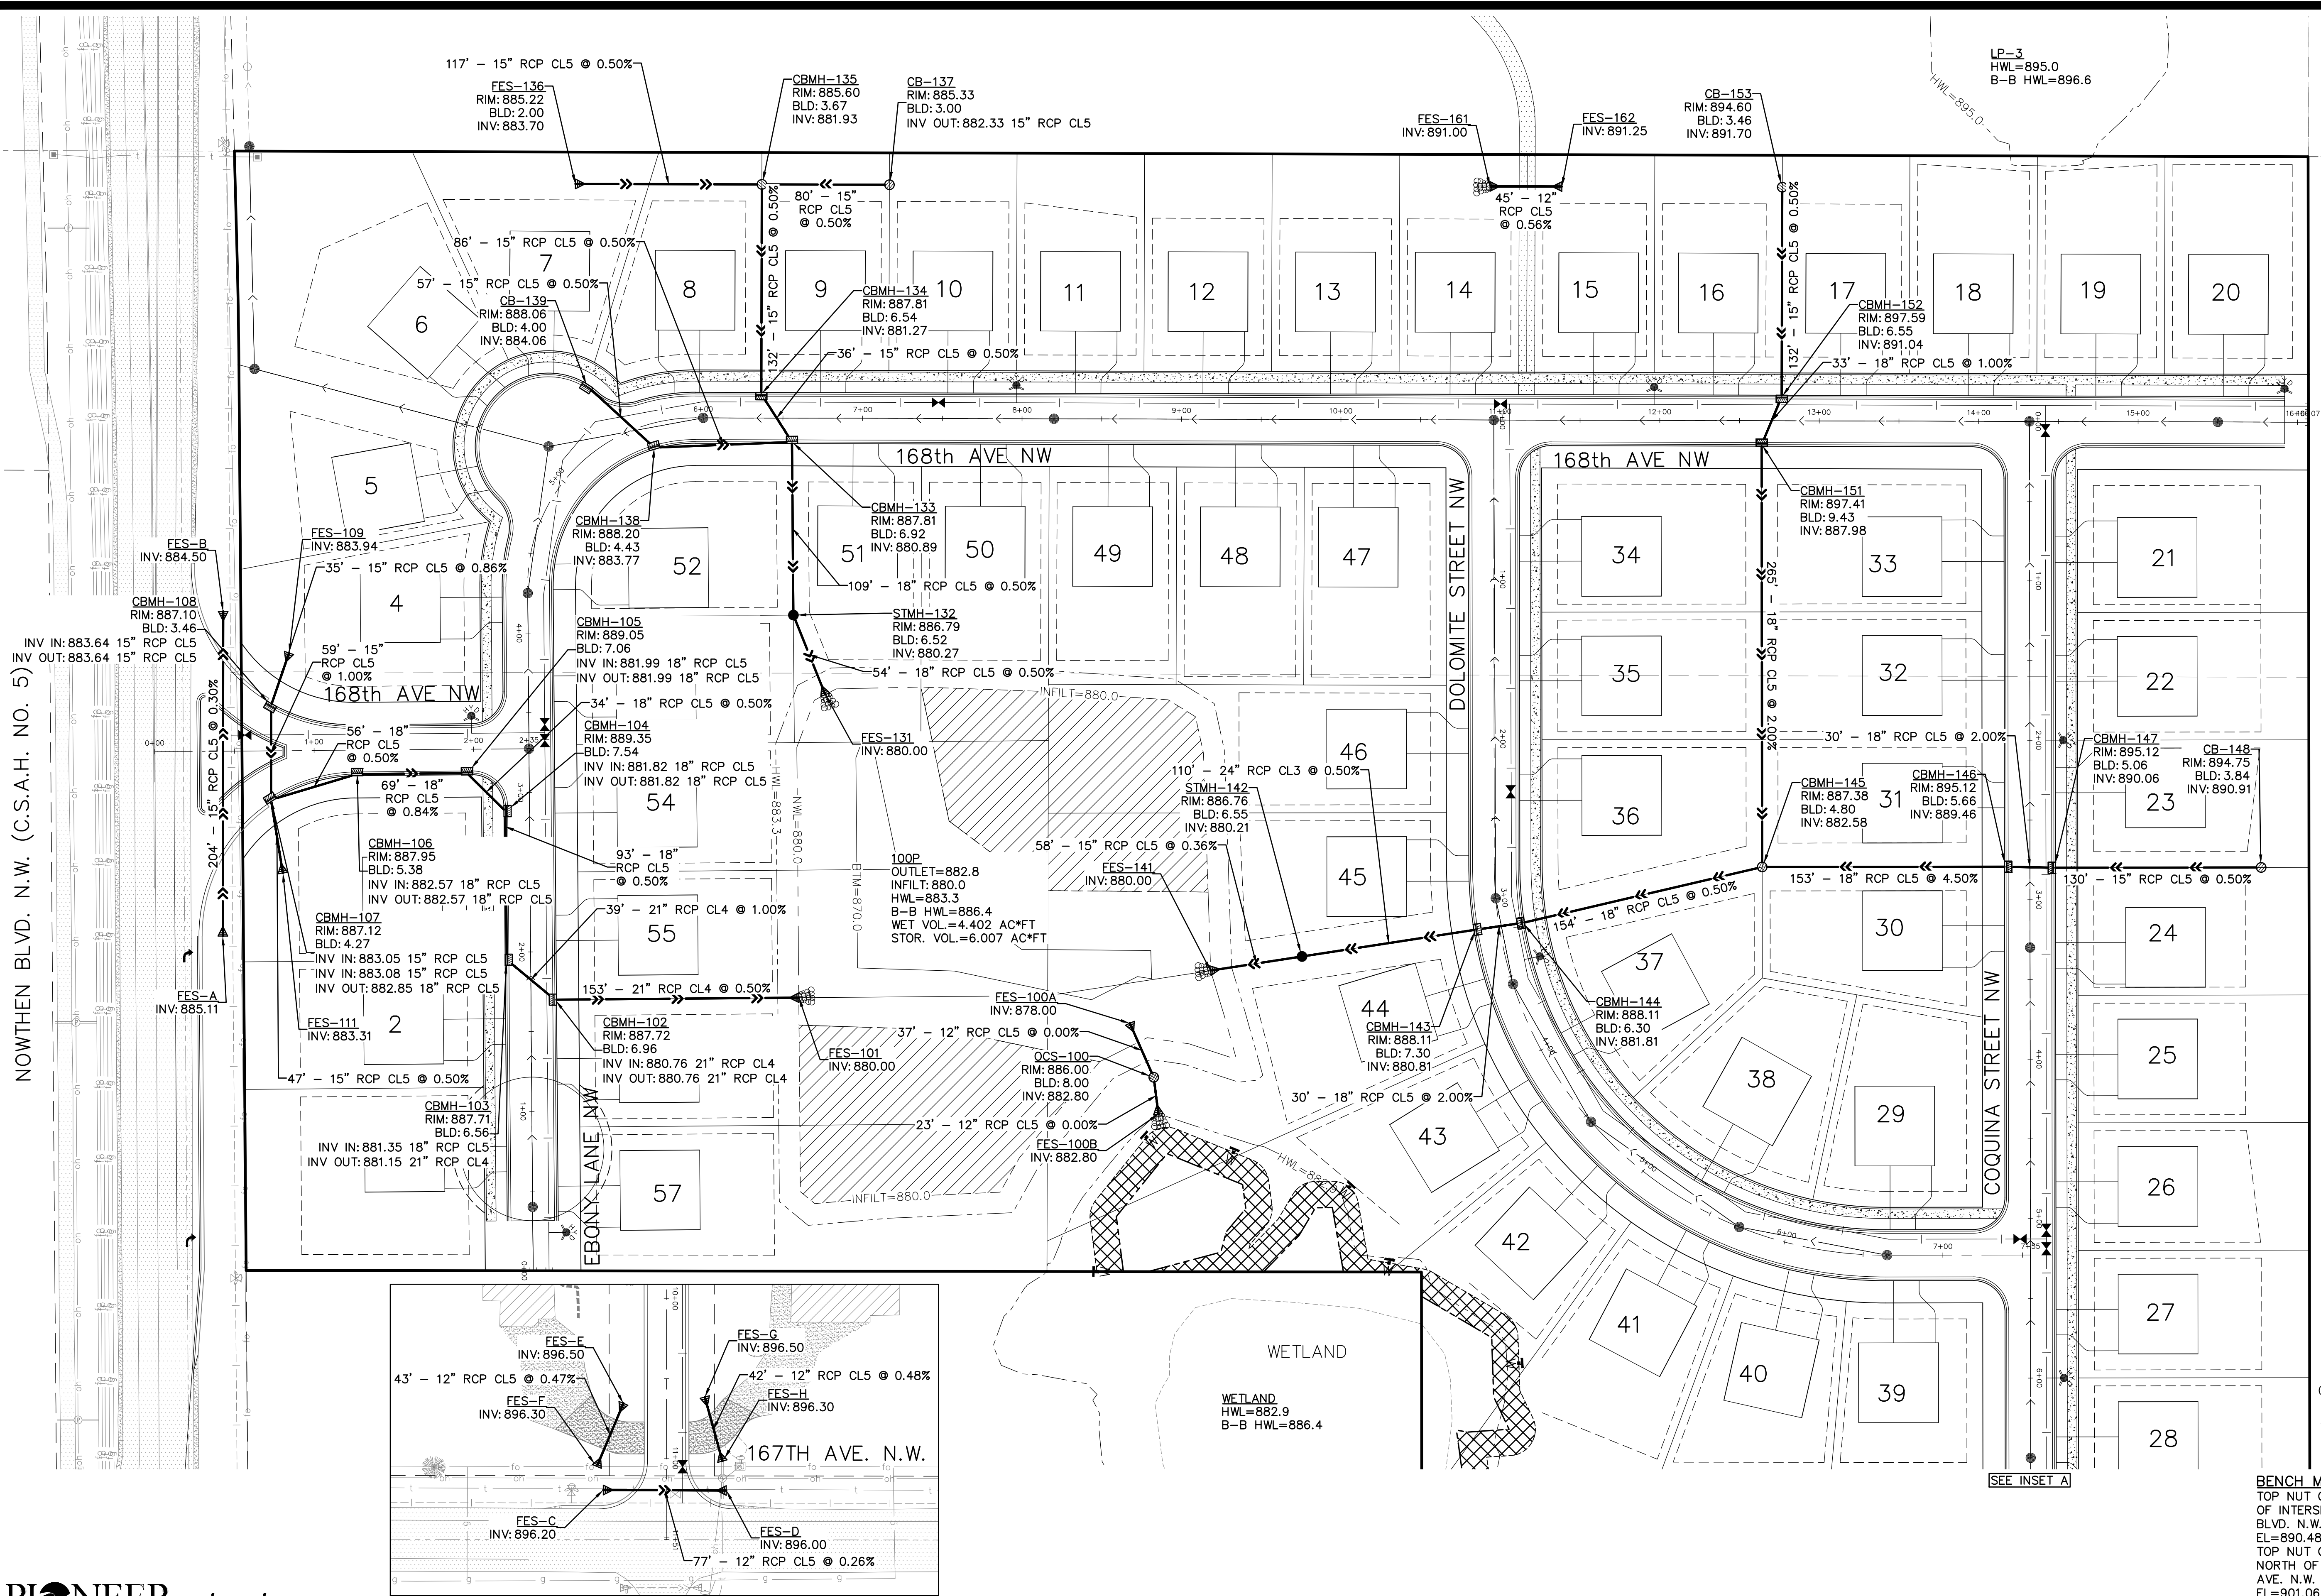 117' - 15" RCP CL5 @ 0.50%
FES-136
RIM: 885.22
BLD: 2.00
INV: 883.70
CBMH-135
RIM: 885.60
BLD: 3.67
INV: 881.93
CB-137
RIM: 885.33
BLD: 3.00
INV OUT: 882.33 15" RCP CL5
FES-161
INV: 891.00
FES-162
INV: 891.25
CB-153
RIM: 894.60
BLD: 3.46
INV: 891.70
LP-3
HWL=895.0
B-B HWL=896.6
HWL=895.0
80' - 15"
RCP CL5
@ 0.50%
132' - 15" RCP CL5 @ 0.50%
45' - 12"
RCP CL5
@ 0.56%
132' - 15" RCP CL5 @ 0.50%
86' - 15" RCP CL5 @ 0.50%
57' - 15" RCP CL5 @ 0.50%
CB-139
RIM: 888.06
BLD: 4.00
INV: 884.06
CBMH-134
RIM: 887.81
BLD: 6.54
INV: 881.27
36' - 15" RCP CL5 @ 0.50%
CBMH-152
RIM: 897.59
BLD: 6.55
INV: 891.04
33' - 18" RCP CL5 @ 1.00%
6
7
8
9
10
11
12
13
14
15
16
17
18
19
20
6+00
7+00
8+00
9+00
10+00
11+00
12+00
13+00
14+00
15+00
168th AVE NW
168th AVE NW
5
FES-B
INV: 884.50
FES-109
INV: 883.94
35' - 15" RCP CL5 @ 0.86%
4
CBMH-108
RIM: 887.10
BLD: 3.46
INV IN: 883.64 15" RCP CL5
INV OUT: 883.64 15" RCP CL5
59' - 15"
RCP CL5
@ 1.00%
168th AVE NW
CBMH-138
RIM: 888.20
BLD: 4.43
INV: 883.77
52
51
50
49
48
47
CBMH-133
RIM: 887.81
BLD: 6.92
INV: 880.89
109' - 18" RCP CL5 @ 0.50%
STMH-132
RIM: 886.79
BLD: 6.52
INV: 880.27
54' - 18" RCP CL5 @ 0.50%
FES-131
INV: 880.00
CBMH-105
RIM: 889.05
BLD: 7.06
INV IN: 881.99 18" RCP CL5
INV OUT: 881.99 18" RCP CL5
34' - 18" RCP CL5 @ 0.50%
CBMH-104
RIM: 889.35
BLD: 7.54
INV IN: 881.82 18" RCP CL5
INV OUT: 881.82 18" RCP CL5
54
DOLOMITE STREET NW
CBMH-151
RIM: 897.41
BLD: 9.43
INV: 887.98
265' - 18" RCP CL5 @ 2.00%
34
33
35
32
36
31
21
22
23
NOWTHEN BLVD. N.W. (C.S.A.H. NO. 5)
204' - 15" RCP CL5 @ 0.30%
0+00
1+00
2+00
2+35
56' - 18"
RCP CL5
@ 0.50%
69' - 18"
RCP CL5
@ 0.84%
CBMH-106
RIM: 887.95
BLD: 5.38
INV IN: 882.57 18" RCP CL5
INV OUT: 882.57 18" RCP CL5
93' - 18"
RCP CL5
@ 0.50%
CBMH-107
RIM: 887.12
BLD: 4.27
INV IN: 883.05 15" RCP CL5
INV IN: 883.08 15" RCP CL5
INV OUT: 882.85 18" RCP CL5
39' - 21" RCP CL4 @ 1.00%
55
FES-A
INV: 885.11
FES-111
INV: 883.31
2
47' - 15" RCP CL5 @ 0.50%
153' - 21" RCP CL4 @ 0.50%
CBMH-102
RIM: 887.72
BLD: 6.96
INV IN: 880.76 21" RCP CL4
INV OUT: 880.76 21" RCP CL4
FES-101
INV: 880.00
CBMH-103
RIM: 887.71
BLD: 6.56
INV IN: 881.35 18" RCP CL5
INV OUT: 881.15 21" RCP CL4
EBONY LANE NW
57
HWL=883.3
NWL=880.0
BTM=870.0
INFILT=880.0
INFILT=880.0
100P
OUTLET=882.8
INFILT: 880.0
HWL=883.3
B-B HWL=886.4
WET VOL.=4.402 AC*FT
STOR. VOL.=6.007 AC*FT
110' - 24" RCP CL3 @ 0.50%
STMH-142
RIM: 886.76
BLD: 6.55
INV: 880.21
58' - 15" RCP CL5 @ 0.36%
FES-141
INV: 880.00
46
45
44
FES-100A
INV: 878.00
37' - 12" RCP CL5 @ 0.00%
OCS-100
RIM: 886.00
BLD: 8.00
INV: 882.80
23' - 12" RCP CL5 @ 0.00%
FES-100B
INV: 882.80
CBMH-143
RIM: 888.11
BLD: 7.30
INV: 880.81
30' - 18" RCP CL5 @ 2.00%
154' - 18" RCP CL5 @ 0.50%
CBMH-144
RIM: 888.11
BLD: 6.30
INV: 881.81
30' - 18" RCP CL5 @ 2.00%
CBMH-145
RIM: 887.38
BLD: 4.80
INV: 882.58
CBMH-146
RIM: 895.12
BLD: 5.66
INV: 889.46
CBMH-147
RIM: 895.12
BLD: 5.06
INV: 890.06
CB-148
RIM: 894.75
BLD: 3.84
INV: 890.91
153' - 18" RCP CL5 @ 4.50%
130' - 15" RCP CL5 @ 0.50%
37
30
24
38
29
25
43
42
41
40
39
26
27
28
COQUINA STREET NW
WETLAND
WETLAND
HWL=882.9
B-B HWL=886.4
FES-E
INV: 896.50
FES-G
INV: 896.50
43' - 12" RCP CL5 @ 0.47%
42' - 12" RCP CL5 @ 0.48%
FES-F
INV: 896.30
FES-H
INV: 896.30
167TH AVE. N.W.
FES-C
INV: 896.20
FES-D
INV: 896.00
77' - 12" RCP CL5 @ 0.26%
SEE INSET A
BENCH M
TOP NUT
OF
BLVD. N.W.
EL=890.48
TOP NUT
NORTH OF
AVE. N.W.
EL=901.06
PIONEER